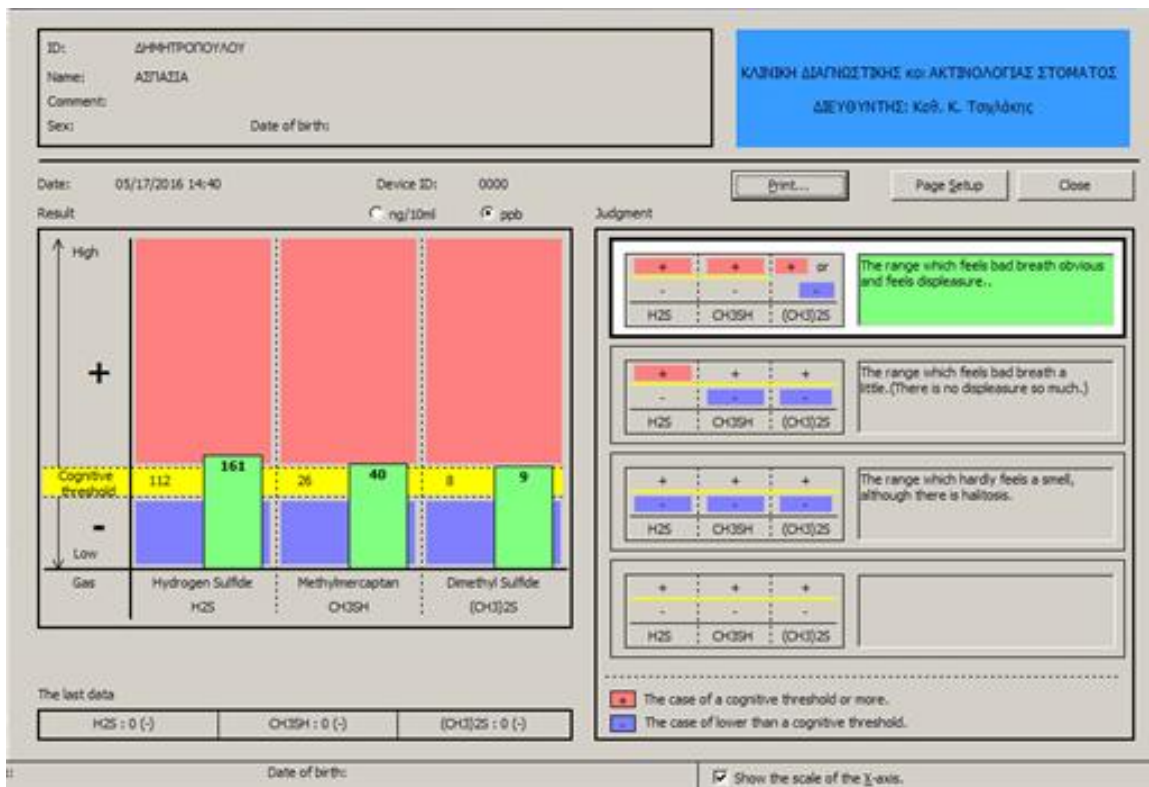 ID: ΔΗΜΗΤΡΟΠΟΥΛΟΥ
Name: ΑΣΠΑΣΙΑ
Comment:
Sex: Date of birth:
ΚΛΙΝΙΚΗ ΔΙΑΓΝΩΣΤΙΚΗΣ και ΑΚΤΙΝΟΛΟΓΙΑΣ ΣΤΟΜΑΤΟΣ
ΔΙΕΥΘΥΝΤΗΣ: Καθ. Κ. Τσιχλάκης
Date: 05/17/2016 14:40 Device ID: 0000
Print... Page Setup Close
Result ng/10ml ppb
High
+
Cognitive threshold
112 161 26 40 8 9
-
Low
Gas Hydrogen Sulfide Methylmercaptan Dimethyl Sulfide
H2S CH3SH (CH3)2S
The last data
H2S : 0 (-) CH3SH : 0 (-) (CH3)2S : 0 (-)
Judgment
+ + + or
- - -
H2S CH3SH (CH3)2S
The range which feels bad breath obvious
and feels displeasure..
+ + +
- - -
H2S CH3SH (CH3)2S
The range which feels bad breath a
little.(There is no displeasure so much.)
+ + +
- - -
H2S CH3SH (CH3)2S
The range which hardly feels a smell,
although there is halitosis.
+ + +
- - -
H2S CH3SH (CH3)2S
+ The case of a cognitive threshold or more.
- The case of lower than a cognitive threshold.
Date of birth:
Show the scale of the X-axis.